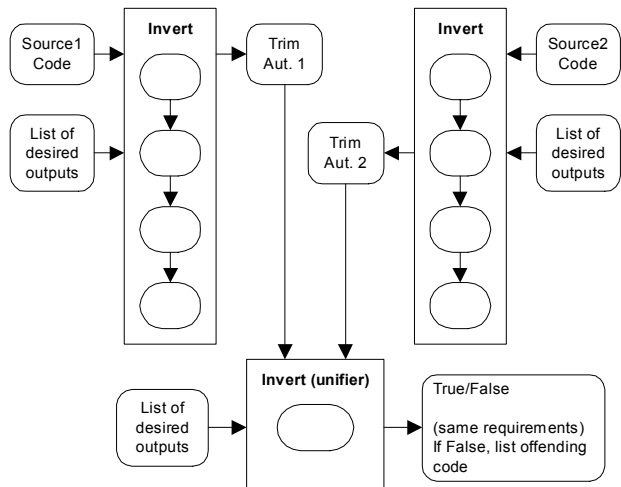 Source1
Code
List of
desired
outputs
Invert
Trim
Aut. 1
Trim
Aut. 2
Invert
Source2
Code
List of
desired
outputs
List of
desired
outputs
Invert (unifier)
True/False
(same requirements)
If False, list offending
code